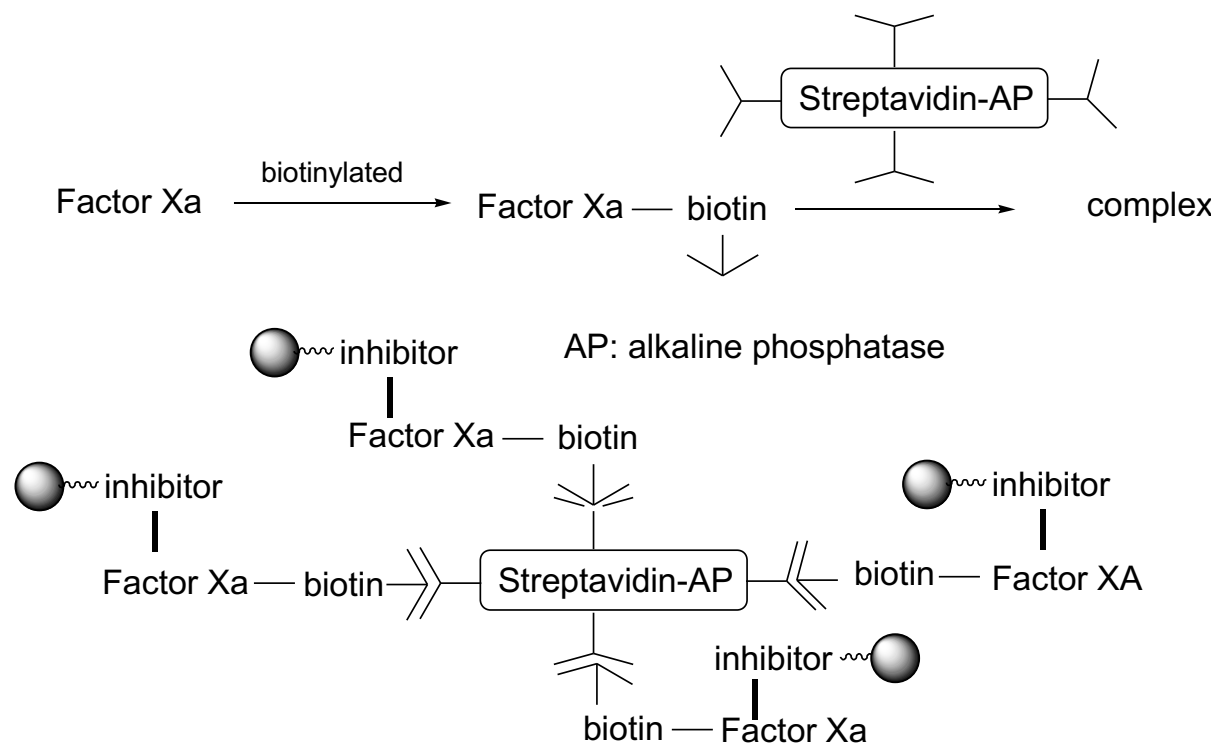 Streptavidin-AP
biotinylated
Factor Xa
Factor Xa
biotin
complex
AP: alkaline phosphatase
inhibitor
Factor Xa
biotin
inhibitor
inhibitor
Factor Xa
biotin
Streptavidin-AP
biotin
Factor XA
inhibitor
biotin
Factor Xa